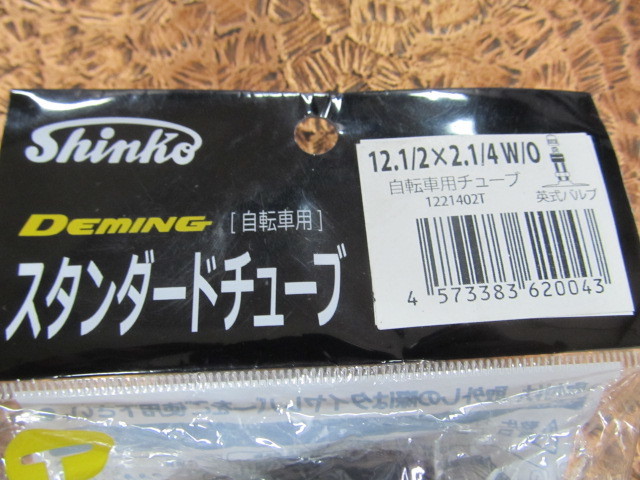 Shinko
DEMING [自転車用]
スタンダードチューブ
12.1/2×2.1/4 W/O
自転車用チューブ
1221402T
英式バルブ
4 573383 620043